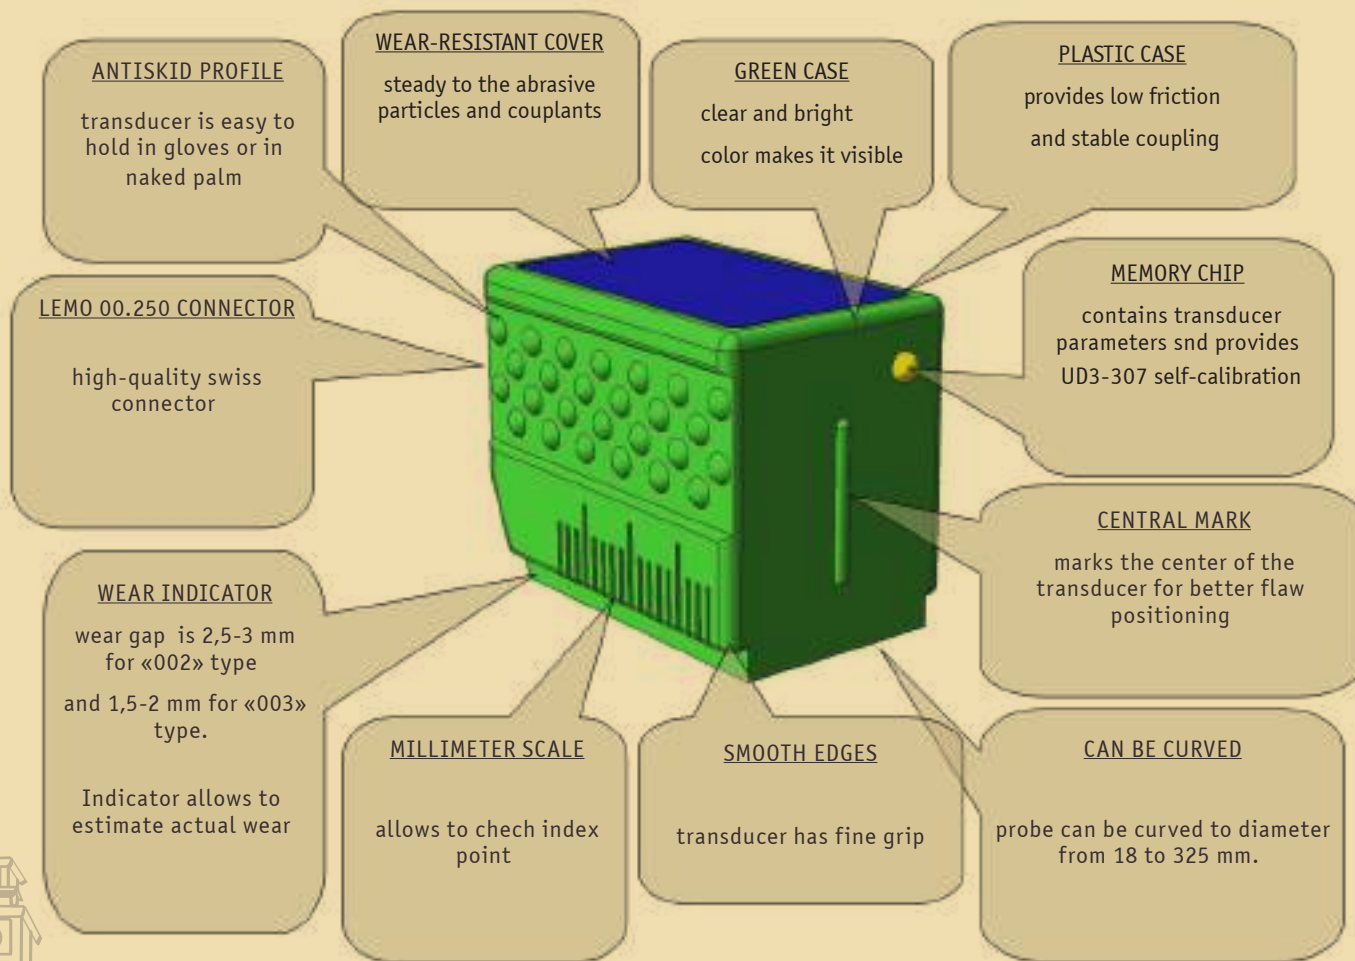 ANTISKID PROFILE
transducer is easy to
hold in gloves or in
naked palm
WEAR-RESISTANT COVER
steady to the abrasive
particles and couplants
GREEN CASE
clear and bright
color makes it visible
PLASTIC CASE
provides low friction
and stable coupling
LEMO 00.250 CONNECTOR
high-quality swiss
connector
MEMORY CHIP
contains transducer
parameters snd provides
UD3-307 self-calibration
CENTRAL MARK
marks the center of the
transducer for better flaw
positioning
WEAR INDICATOR
wear gap is 2,5-3 mm
for «002» type
and 1,5-2 mm for «003»
type.
Indicator allows to
estimate actual wear
MILLIMETER SCALE
allows to chech index
point
SMOOTH EDGES
transducer has fine grip
CAN BE CURVED
probe can be curved to diameter
from 18 to 325 mm.